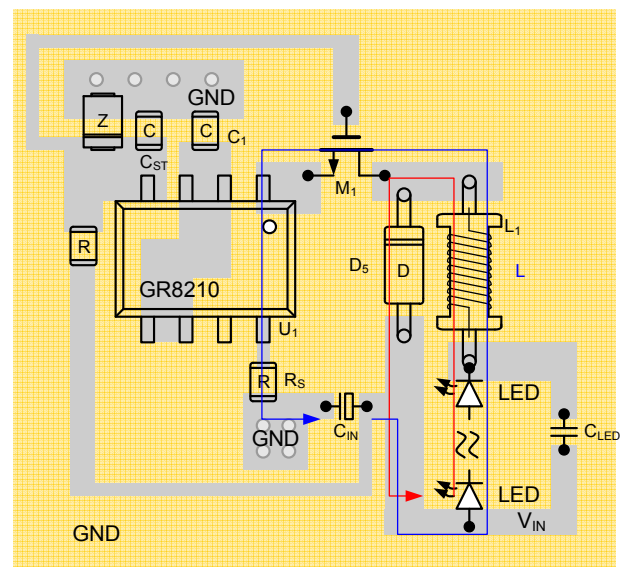 Z
GND
C
C
C1
CST
M1
R
L1
D5
D
L
GR8210
U1
R
RS
LED
CIN
GND
CLED
LED
VIN
GND